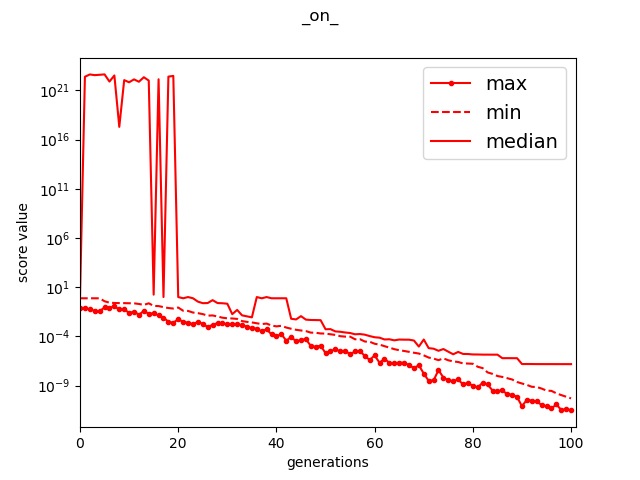 _on_
max
min
median
score value
10^21
10^16
10^11
10^6
10^1
10^−4
10^−9
0 20 40 60 80 100
generations